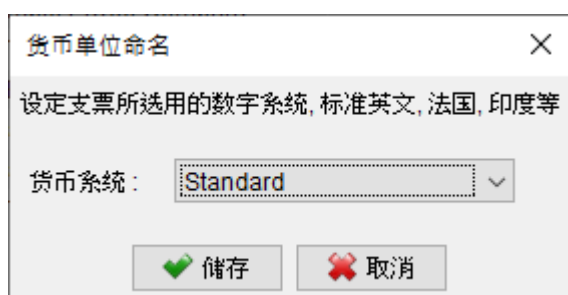 货币单位命名
设定支票所选用的数字系统, 标准英文, 法国, 印度等
货币系统 : Standard
储存 取消